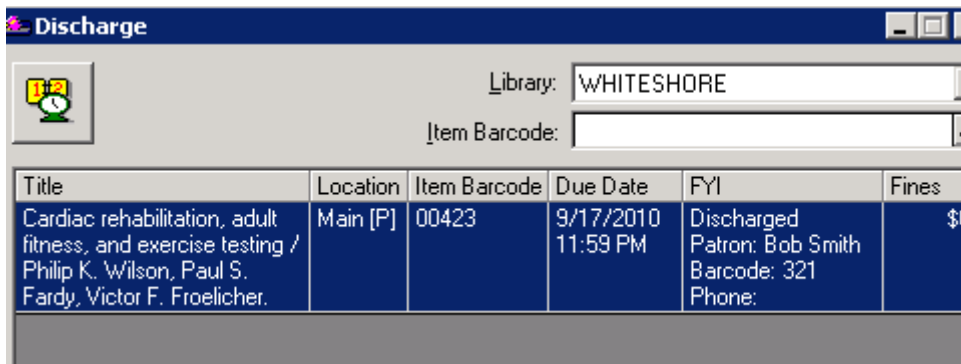 Discharge
Library: WHITESHORE
Item Barcode:
Title Location Item Barcode Due Date FYI Fines
Cardiac rehabilitation, adult Main [P] 00423 9/17/2010 Discharged
fitness, and exercise testing / 11:59 PM Patron: Bob Smith
Philip K. Wilson, Paul S. Barcode: 321
Fardy, Victor F. Froelicher. Phone: